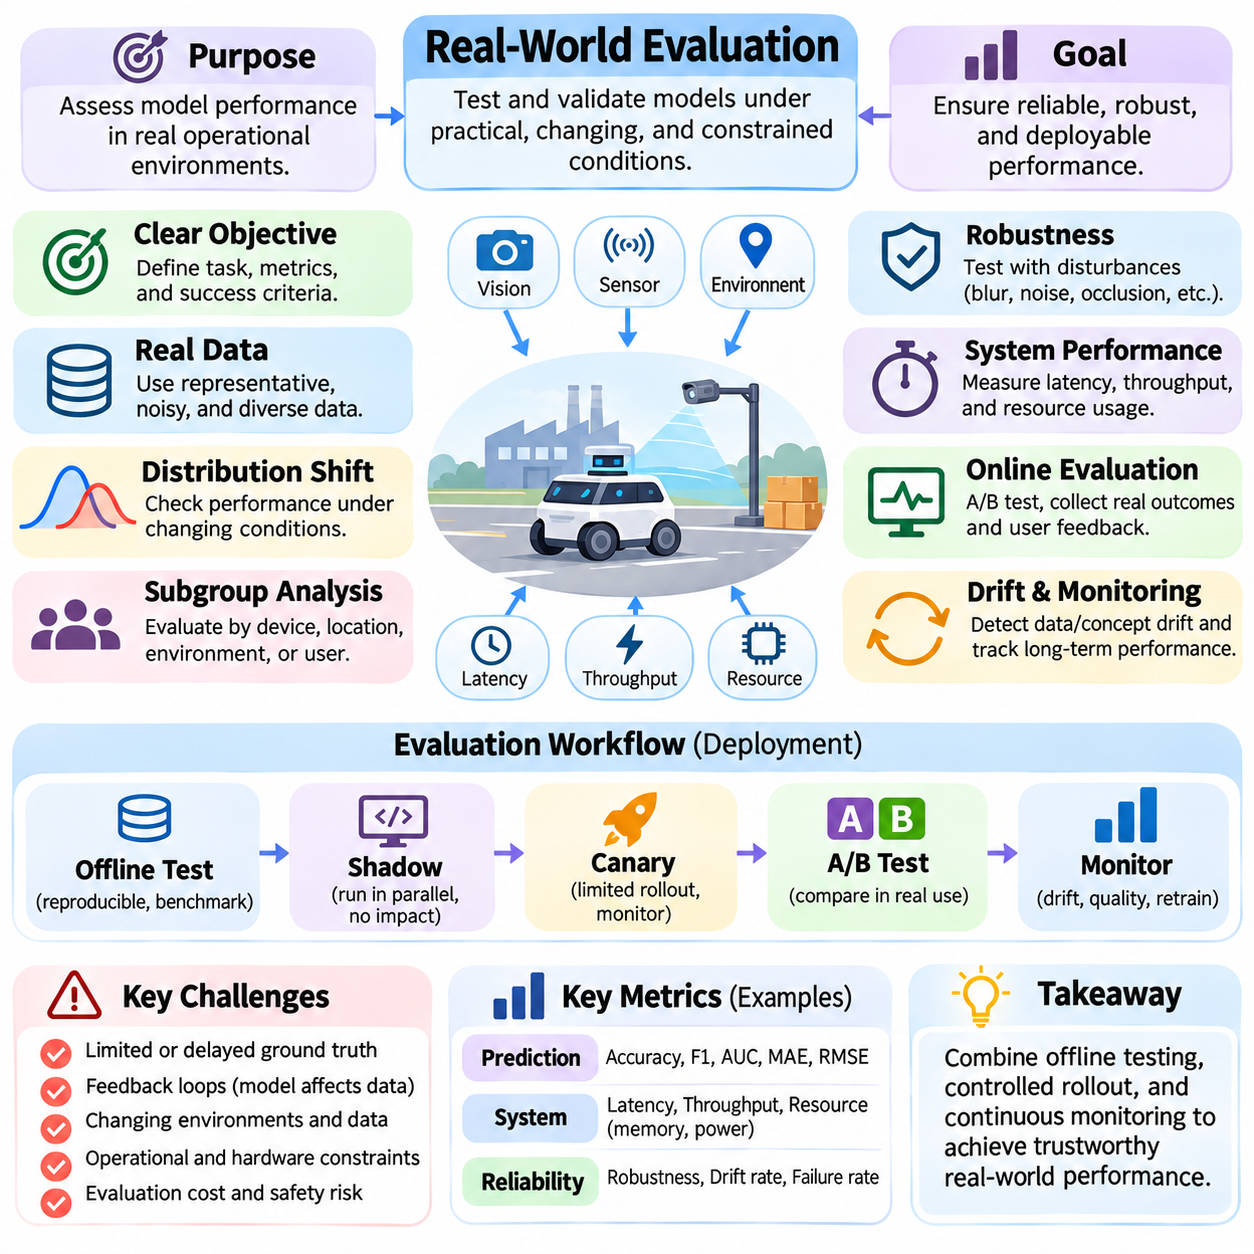 Purpose
Assess model performance
in real operational
environments.
Real-World Evaluation
Test and validate models under
practical, changing, and constrained
conditions.
Goal
Ensure reliable, robust,
and deployable
performance.
Clear Objective
Define task, metrics,
and success criteria.
Real Data
Use representative,
noisy, and diverse data.
Distribution Shift
Check performance under
changing conditions.
Subgroup Analysis
Evaluate by device, location,
environment, or user.
Vision
Sensor
Environnent
Latency
Throughput
Resource
Robustness
Test with disturbances
(blur, noise, occlusion, etc.).
System Performance
Measure latency, throughput,
and resource usage.
Online Evaluation
A/B test, collect real outcomes
and user feedback.
Drift & Monitoring
Detect data/concept drift and
track long-term performance.
Evaluation Workflow (Deployment)
Offline Test
(reproducible, benchmark)
</>
Shadow
(run in parallel,
no impact)
Canary
(limited rollout,
monitor)
A B
A/B Test
(compare in real use)
Monitor
(drift, quality, retrain)
Key Challenges
Limited or delayed ground truth
Feedback loops (model affects data)
Changing environments and data
Operational and hardware constraints
Evaluation cost and safety risk
Key Metrics (Examples)
Prediction Accuracy, F1, AUC, MAE, RMSE
System Latency, Throughput, Resource
(memory, power)
Reliability Robustness, Drift rate, Failure rate
Takeaway
Combine offline testing,
controlled rollout, and
continuous monitoring to
achieve trustworthy
real-world performance.